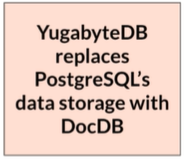 YugabyteDB
replaces
PostgreSQL's
data storage with
DocDB